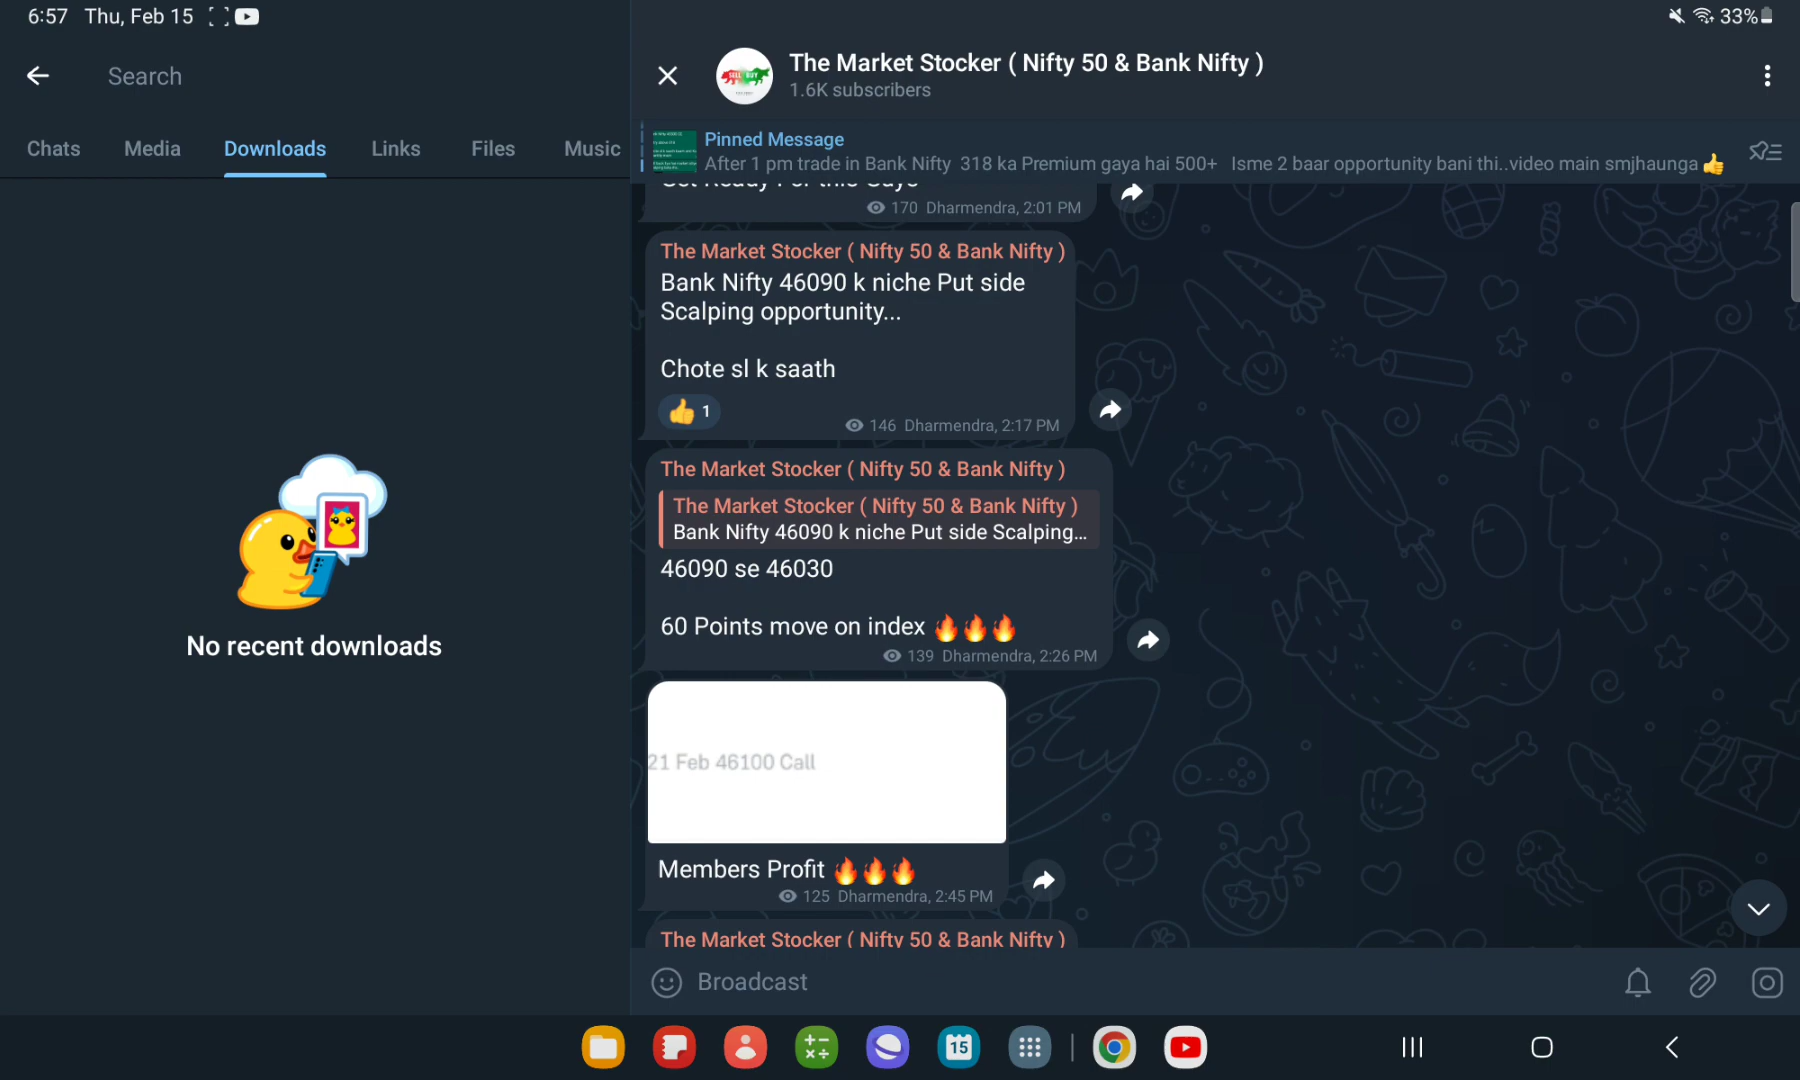 6:57 Thu, Feb 15
33%
Search
Chats Media Downloads Links Files Music
No recent downloads
The Market Stocker ( Nifty 50 & Bank Nifty )
1.6K subscribers
Pinned Message
After 1 pm trade in Bank Nifty 318 ka Premium gaya hai 500+ Isme 2 baar opportunity bani thi..video main smjhaunga 👍
Get Ready For this Guys
170 Dharmendra, 2:01 PM
The Market Stocker ( Nifty 50 & Bank Nifty )
Bank Nifty 46090 k niche Put side
Scalping opportunity...
Chote sl k saath
👍 1
146 Dharmendra, 2:17 PM
The Market Stocker ( Nifty 50 & Bank Nifty )
The Market Stocker ( Nifty 50 & Bank Nifty )
Bank Nifty 46090 k niche Put side Scalping...
46090 se 46030
60 Points move on index 🔥🔥🔥
139 Dharmendra, 2:26 PM
21 Feb 46100 Call
Members Profit 🔥🔥🔥
125 Dharmendra, 2:45 PM
The Market Stocker ( Nifty 50 & Bank Nifty )
Broadcast
15